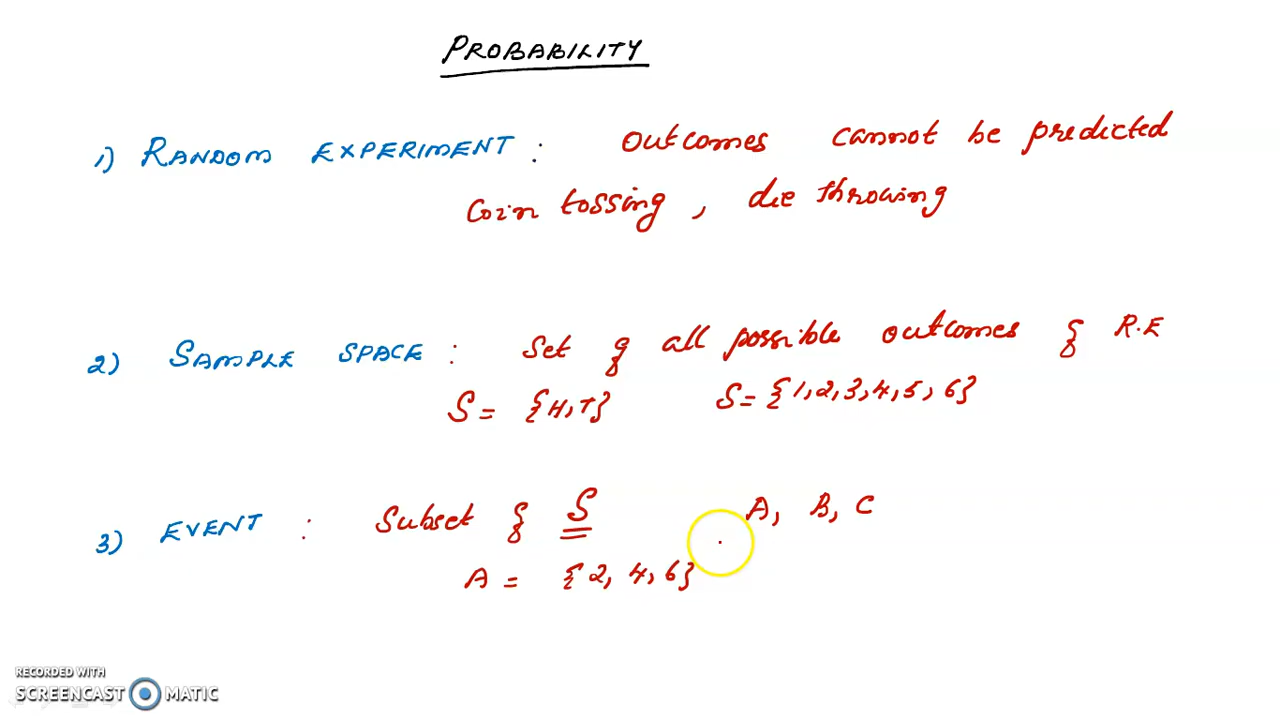 PROBABILITY
1) RANDOM EXPERIMENT : Outcomes cannot be predicted
Coin tossing , die throwing
2) SAMPLE SPACE : Set of all possible outcomes of R.E
S = {H,T} S = {1,2,3,4,5,6}
3) EVENT : Subset of S A, B, C
A = {2, 4, 6}
RECORDED WITH
SCREENCAST MATIC